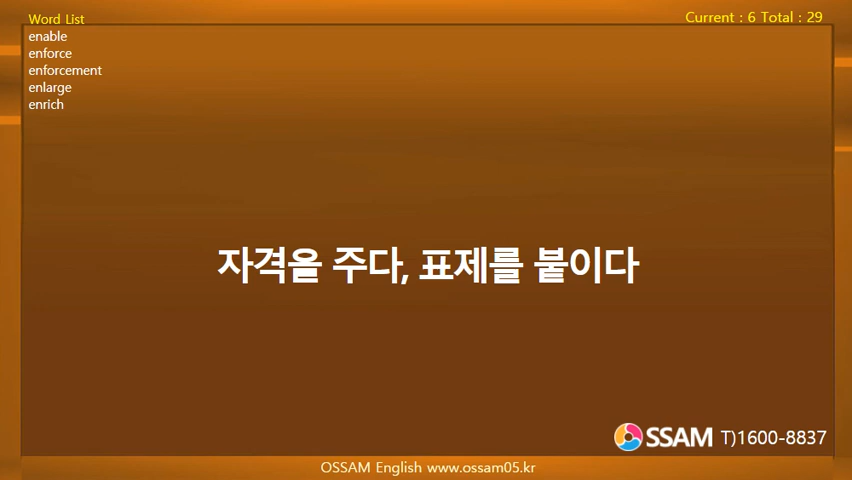 Word List
Current : 6 Total : 29
enable
enforce
enforcement
enlarge
enrich
자격을 주다, 표제를 붙이다
OSSAM T)1600-8837
OSSAM English www.ossam05.kr